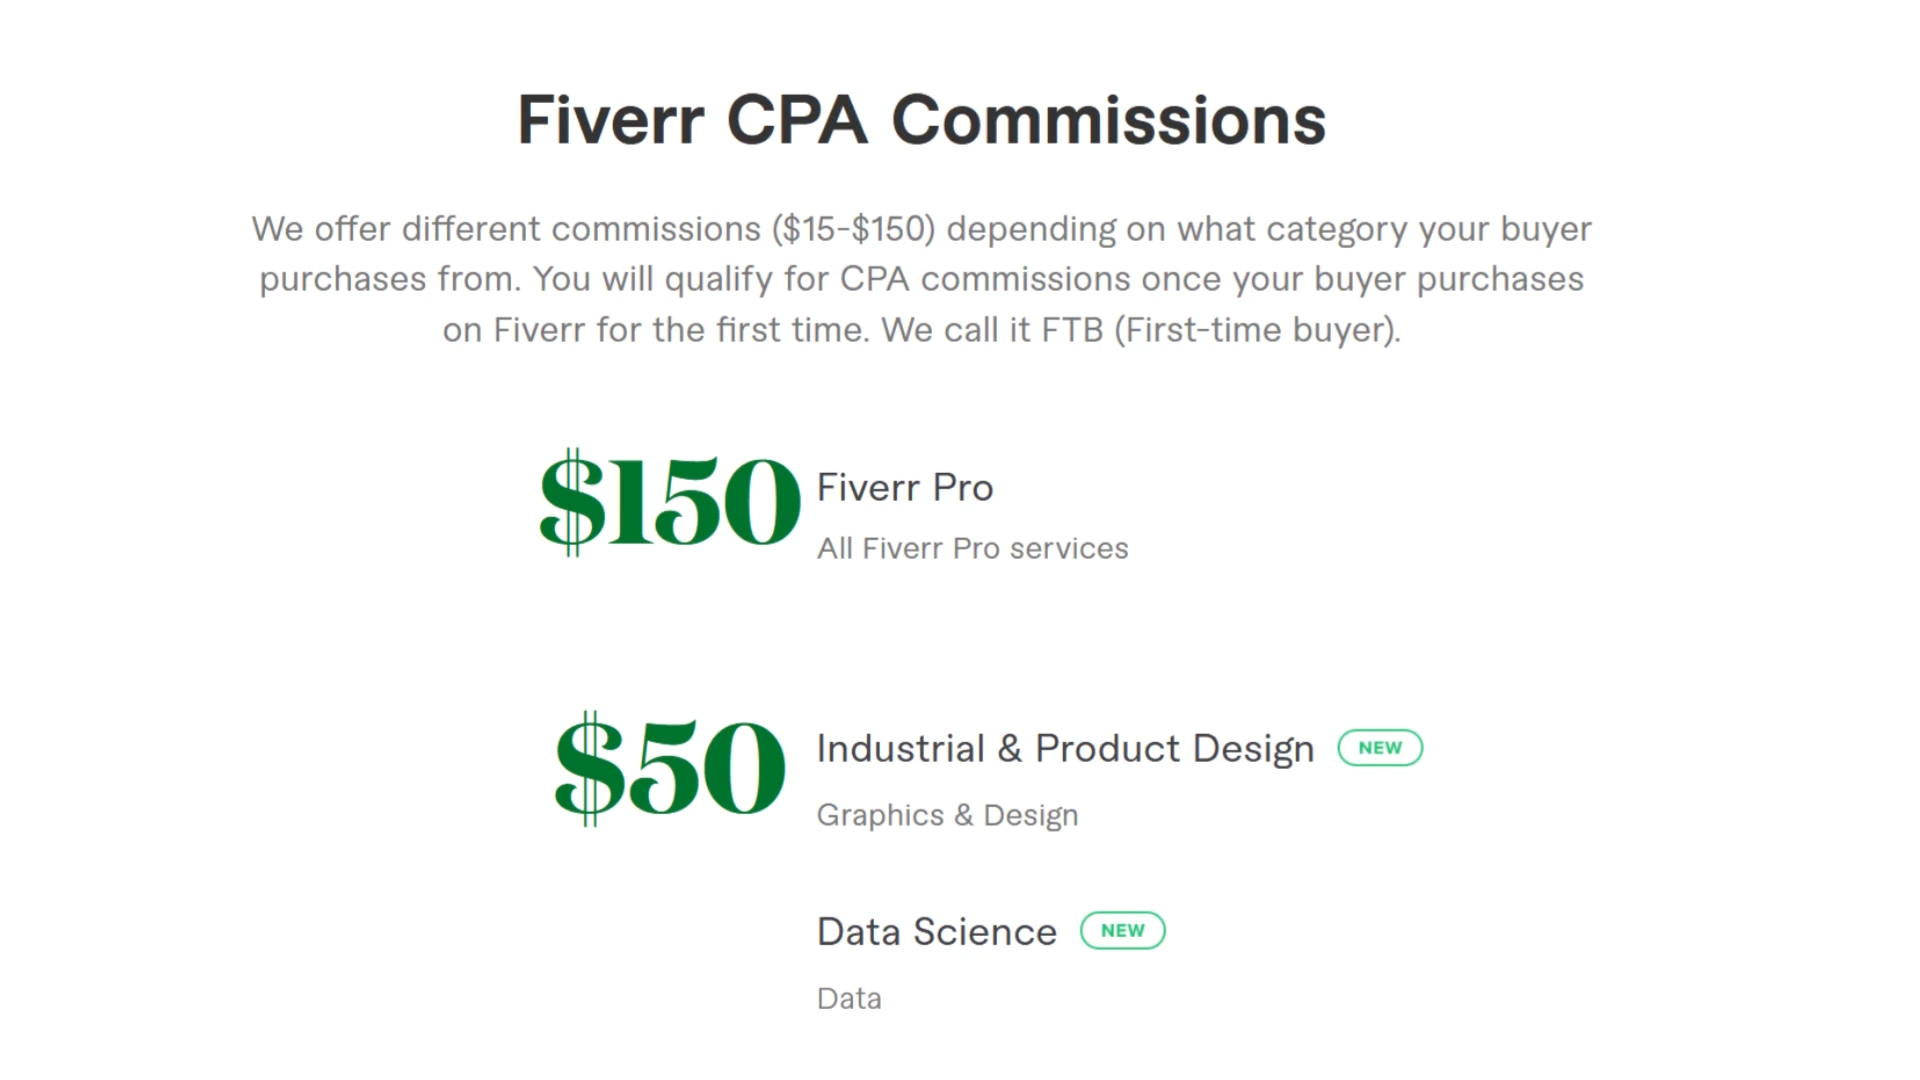 Fiverr CPA Commissions
We offer different commissions ($15-$150) depending on what category your buyer
purchases from. You will qualify for CPA commissions once your buyer purchases
on Fiverr for the first time. We call it FTB (First-time buyer).
$150 Fiverr Pro
All Fiverr Pro services
$50 Industrial & Product Design NEW
Graphics & Design
Data Science NEW
Data